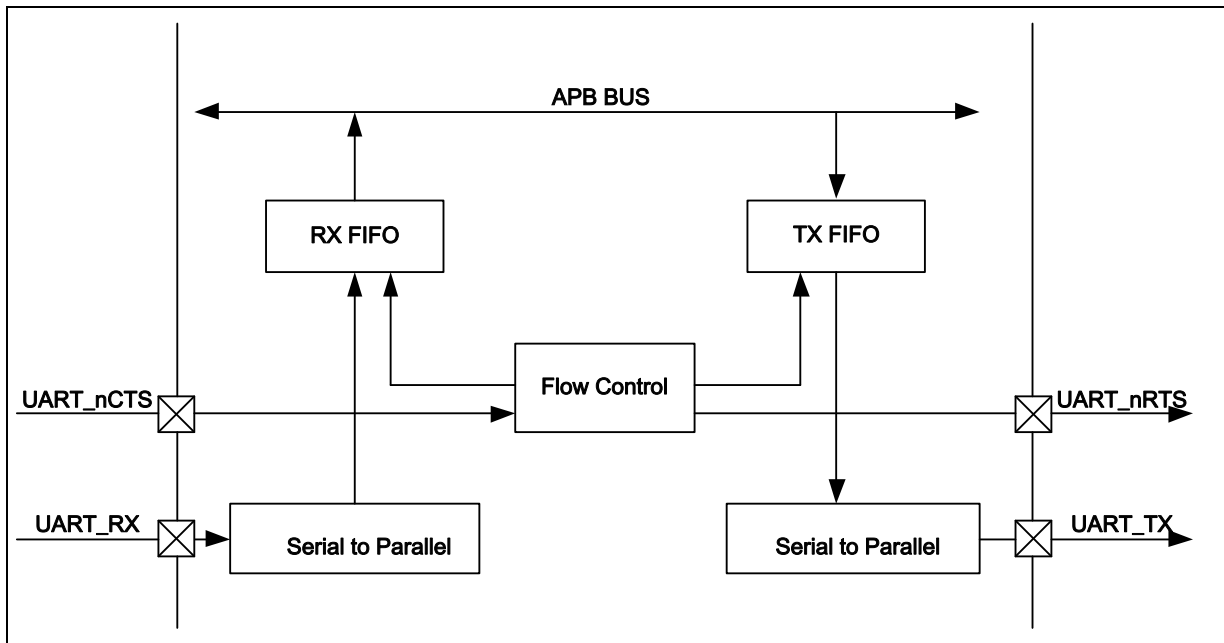 APB BUS
RX FIFO
TX FIFO
Flow Control
UART_nCTS
UART_nRTS
UART_RX
Serial to Parallel
Serial to Parallel
UART_TX